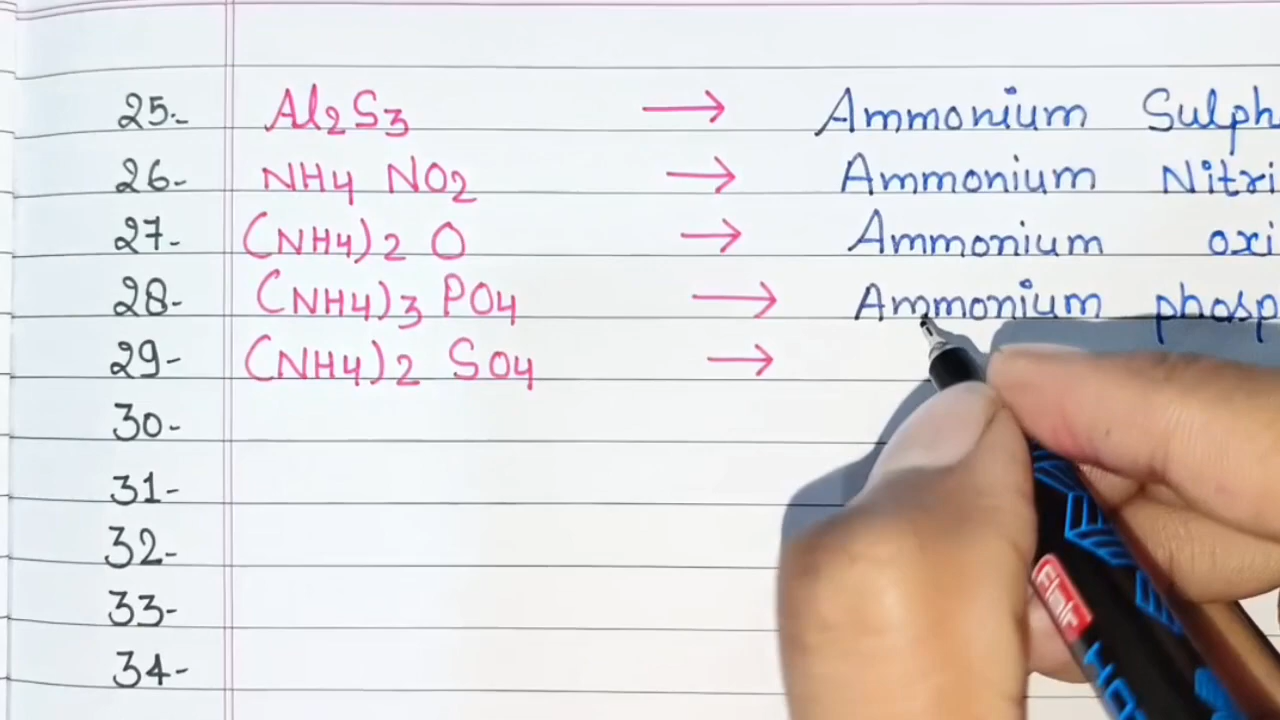 25- Al2S3 → Ammonium Sulph
26- NH4 NO2 → Ammonium Nitri
27- (NH4)2 O → Ammonium oxi
28- (NH4)3 PO4 → Ammonium phosp
29- (NH4)2 SO4 →
30-
31-
32-
33-
34-
Flair